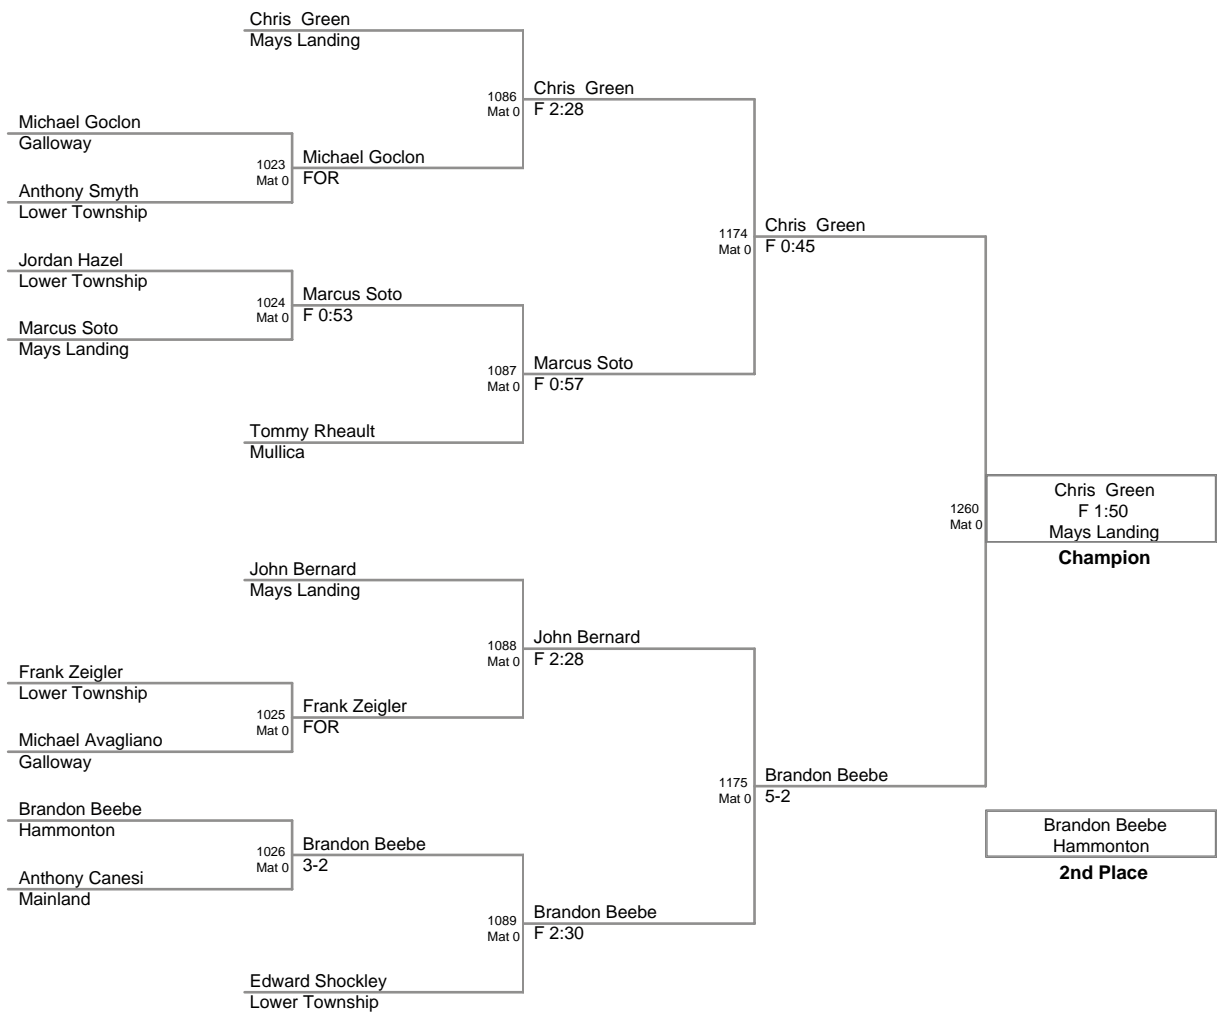 Chris  Green
Mays Landing
1086
Mat 0
Chris  Green
F 2:28
Michael Goclon
Galloway
1023
Mat 0
Michael Goclon
FOR
Anthony Smyth
Lower Township
1174
Mat 0
Chris  Green
F 0:45
Jordan Hazel
Lower Township
1024
Mat 0
Marcus Soto
F 0:53
Marcus Soto
Mays Landing
1087
Mat 0
Marcus Soto
F 0:57
Tommy Rheault
Mullica
1260
Mat 0
Chris  Green
F 1:50
Mays Landing
Champion
John Bernard
Mays Landing
1088
Mat 0
John Bernard
F 2:28
Frank Zeigler
Lower Township
1025
Mat 0
Frank Zeigler
FOR
Michael Avagliano
Galloway
1175
Mat 0
Brandon Beebe
5-2
Brandon Beebe
Hammonton
1026
Mat 0
Brandon Beebe
3-2
Anthony Canesi
Mainland
Brandon Beebe
Hammonton
2nd Place
1089
Mat 0
Brandon Beebe
F 2:30
Edward Shockley
Lower Township